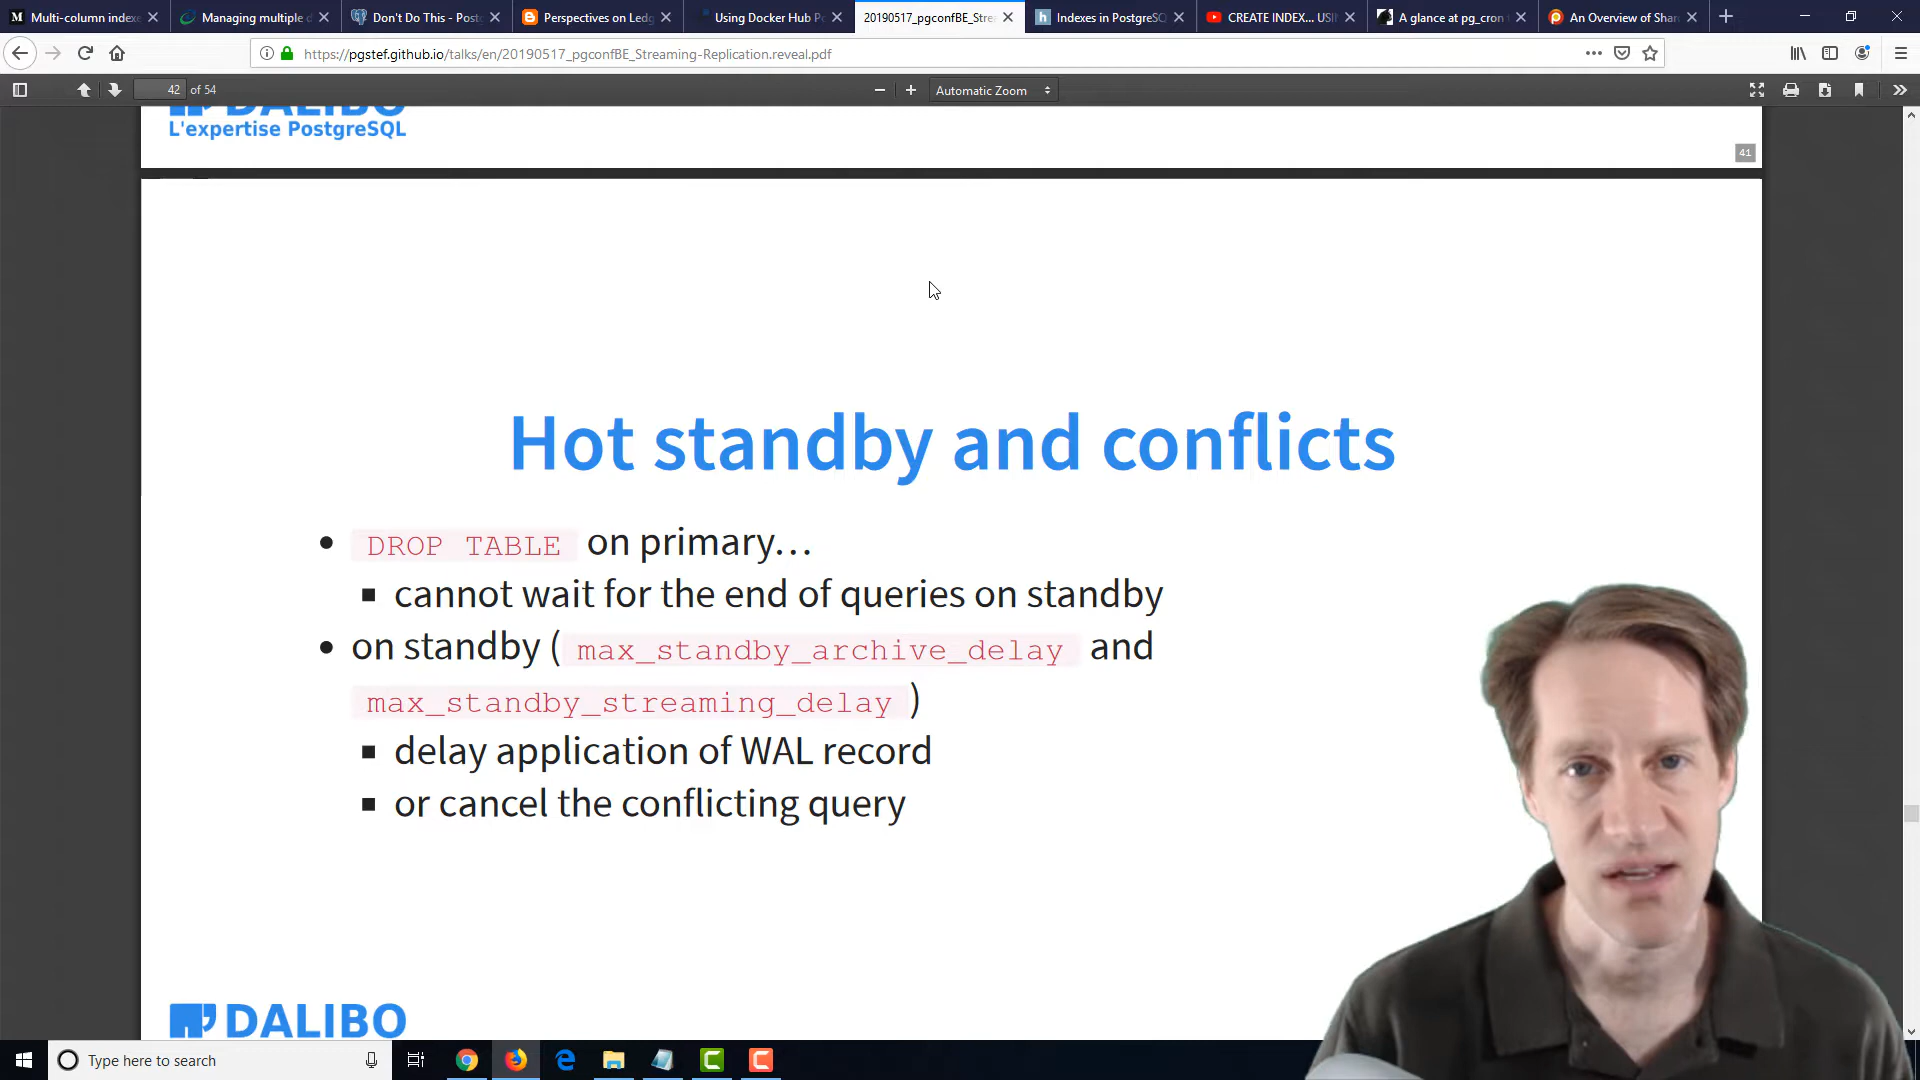 Multi-column indexe
Managing multiple d
Don't Do This - Post
Perspectives on Ledg
Using Docker Hub Po
20190517_pgconfBE_Stre
Indexes in PostgreSQ
CREATE INDEX... USI
A glance at pg_cron t
An Overview of Shar
https://pgstef.github.io/talks/en/20190517_pgconfBE_Streaming-Replication.reveal.pdf
42 of 54
Automatic Zoom
DALIBO
L'expertise PostgreSQL
41
Hot standby and conflicts
DROP TABLE on primary…
cannot wait for the end of queries on standby
on standby ( max_standby_archive_delay and
max_standby_streaming_delay )
delay application of WAL record
or cancel the conflicting query
DALIBO
Type here to search